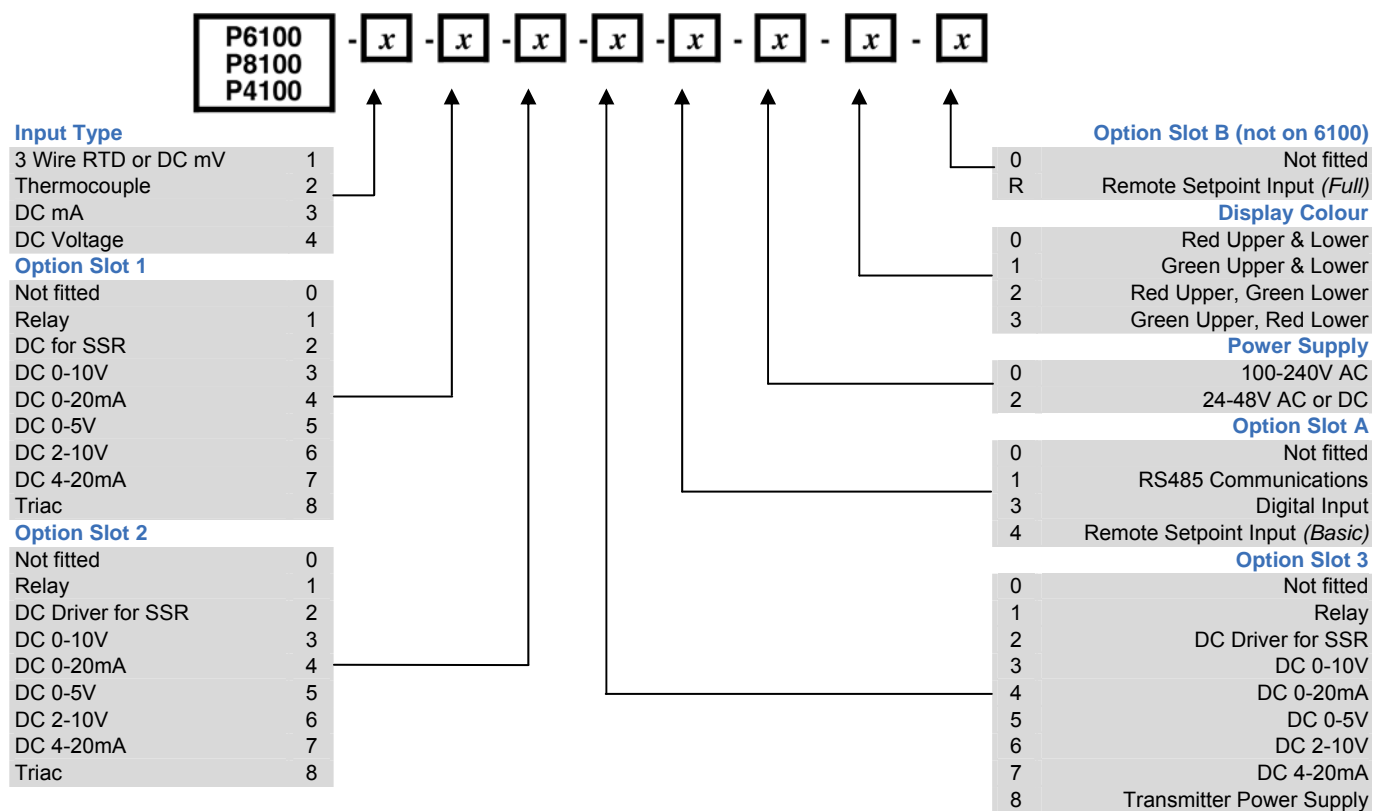 P6100
P8100
P4100
- x - x - x - x - x - x - x - x
Input Type
3 Wire RTD or DC mV 1
Thermocouple 2
DC mA 3
DC Voltage 4
Option Slot 1
Not fitted 0
Relay 1
DC for SSR 2
DC 0-10V 3
DC 0-20mA 4
DC 0-5V 5
DC 2-10V 6
DC 4-20mA 7
Triac 8
Option Slot 2
Not fitted 0
Relay 1
DC Driver for SSR 2
DC 0-10V 3
DC 0-20mA 4
DC 0-5V 5
DC 2-10V 6
DC 4-20mA 7
Triac 8
Option Slot B (not on 6100)
0 Not fitted
R Remote Setpoint Input (Full)
Display Colour
0 Red Upper & Lower
1 Green Upper & Lower
2 Red Upper, Green Lower
3 Green Upper, Red Lower
Power Supply
0 100-240V AC
2 24-48V AC or DC
Option Slot A
0 Not fitted
1 RS485 Communications
3 Digital Input
4 Remote Setpoint Input (Basic)
Option Slot 3
0 Not fitted
1 Relay
2 DC Driver for SSR
3 DC 0-10V
4 DC 0-20mA
5 DC 0-5V
6 DC 2-10V
7 DC 4-20mA
8 Transmitter Power Supply